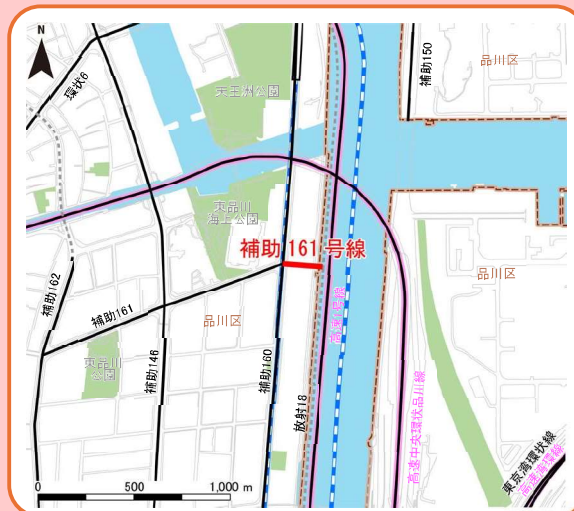 N
環状6
天王洲公園
補助150
品川区
東品川
海上公園
補助161号線
補助162
補助161
品川区
高速1号線
品川区
東品川
公園
補助146
補助160
放射18
高速中央環状品川線
東京湾環状線
高速湾環線
0 500 1,000 m